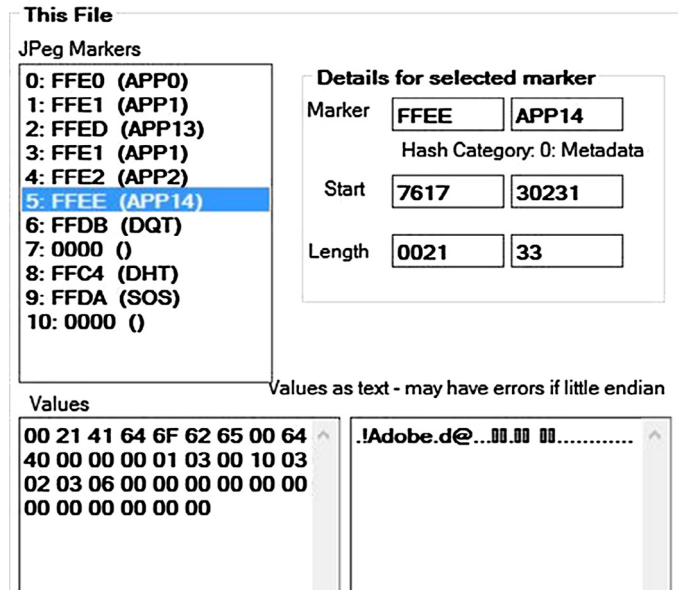 This File
JPeg Markers
0: FFE0 (APP0)
1: FFE1 (APP1)
2: FFED (APP13)
3: FFE1 (APP1)
4: FFE2 (APP2)
5: FFEE (APP14)
6: FFDB (DQT)
7: 0000 ()
8: FFC4 (DHT)
9: FFDA (SOS)
10: 0000 ()
Details for selected marker
Marker FFEE APP14
Hash Category: 0: Metadata
Start 7617 30231
Length 0021 33
Values
00 21 41 64 6F 62 65 00 64
40 00 00 00 01 03 00 10 03
02 03 06 00 00 00 00 00 00
00 00 00 00 00 00
Values as text - may have errors if little endian
.!Adobe.d@...▯▯.▯▯ ▯▯............